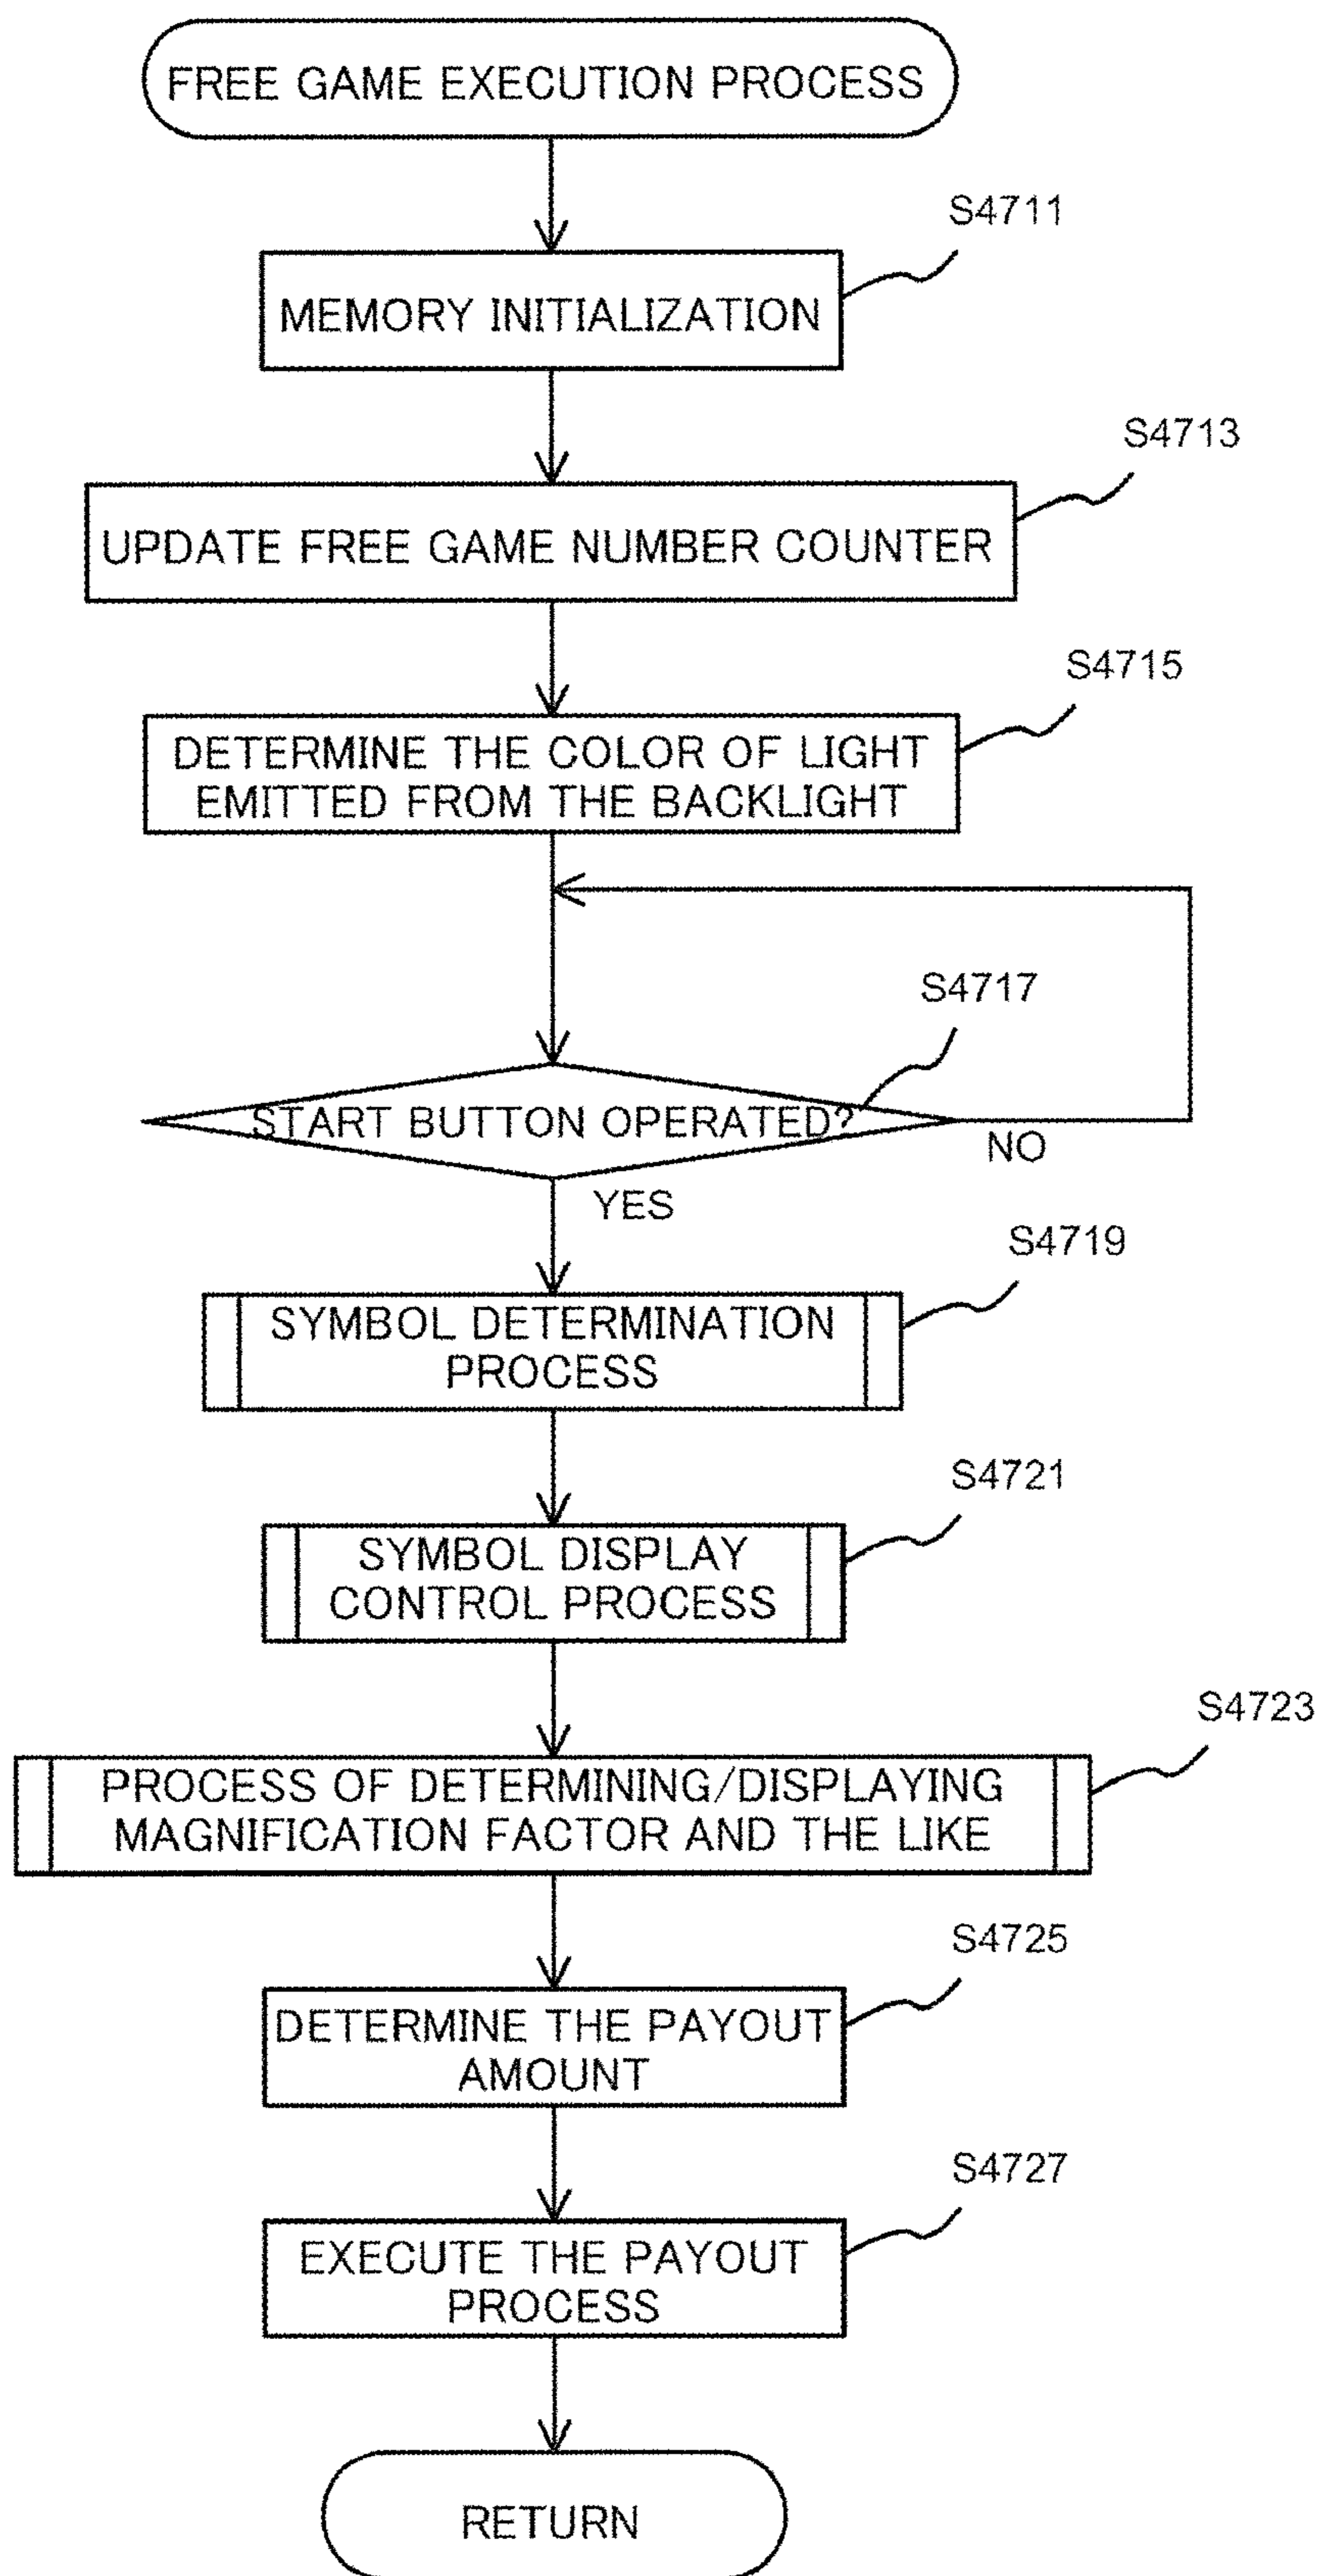 FREE GAME EXECUTION PROCESS
S4711
MEMORY INITIALIZATION
S4713
UPDATE FREE GAME NUMBER COUNTER
S4715
DETERMINE THE COLOR OF LIGHT
EMITTED FROM THE BACKLIGHT
S4717
START BUTTON OPERATED?
NO
YES
S4719
SYMBOL DETERMINATION
PROCESS
S4721
SYMBOL DISPLAY
CONTROL PROCESS
S4723
PROCESS OF DETERMINING/DISPLAYING
MAGNIFICATION FACTOR AND THE LIKE
S4725
DETERMINE THE PAYOUT
AMOUNT
S4727
EXECUTE THE PAYOUT
PROCESS
RETURN